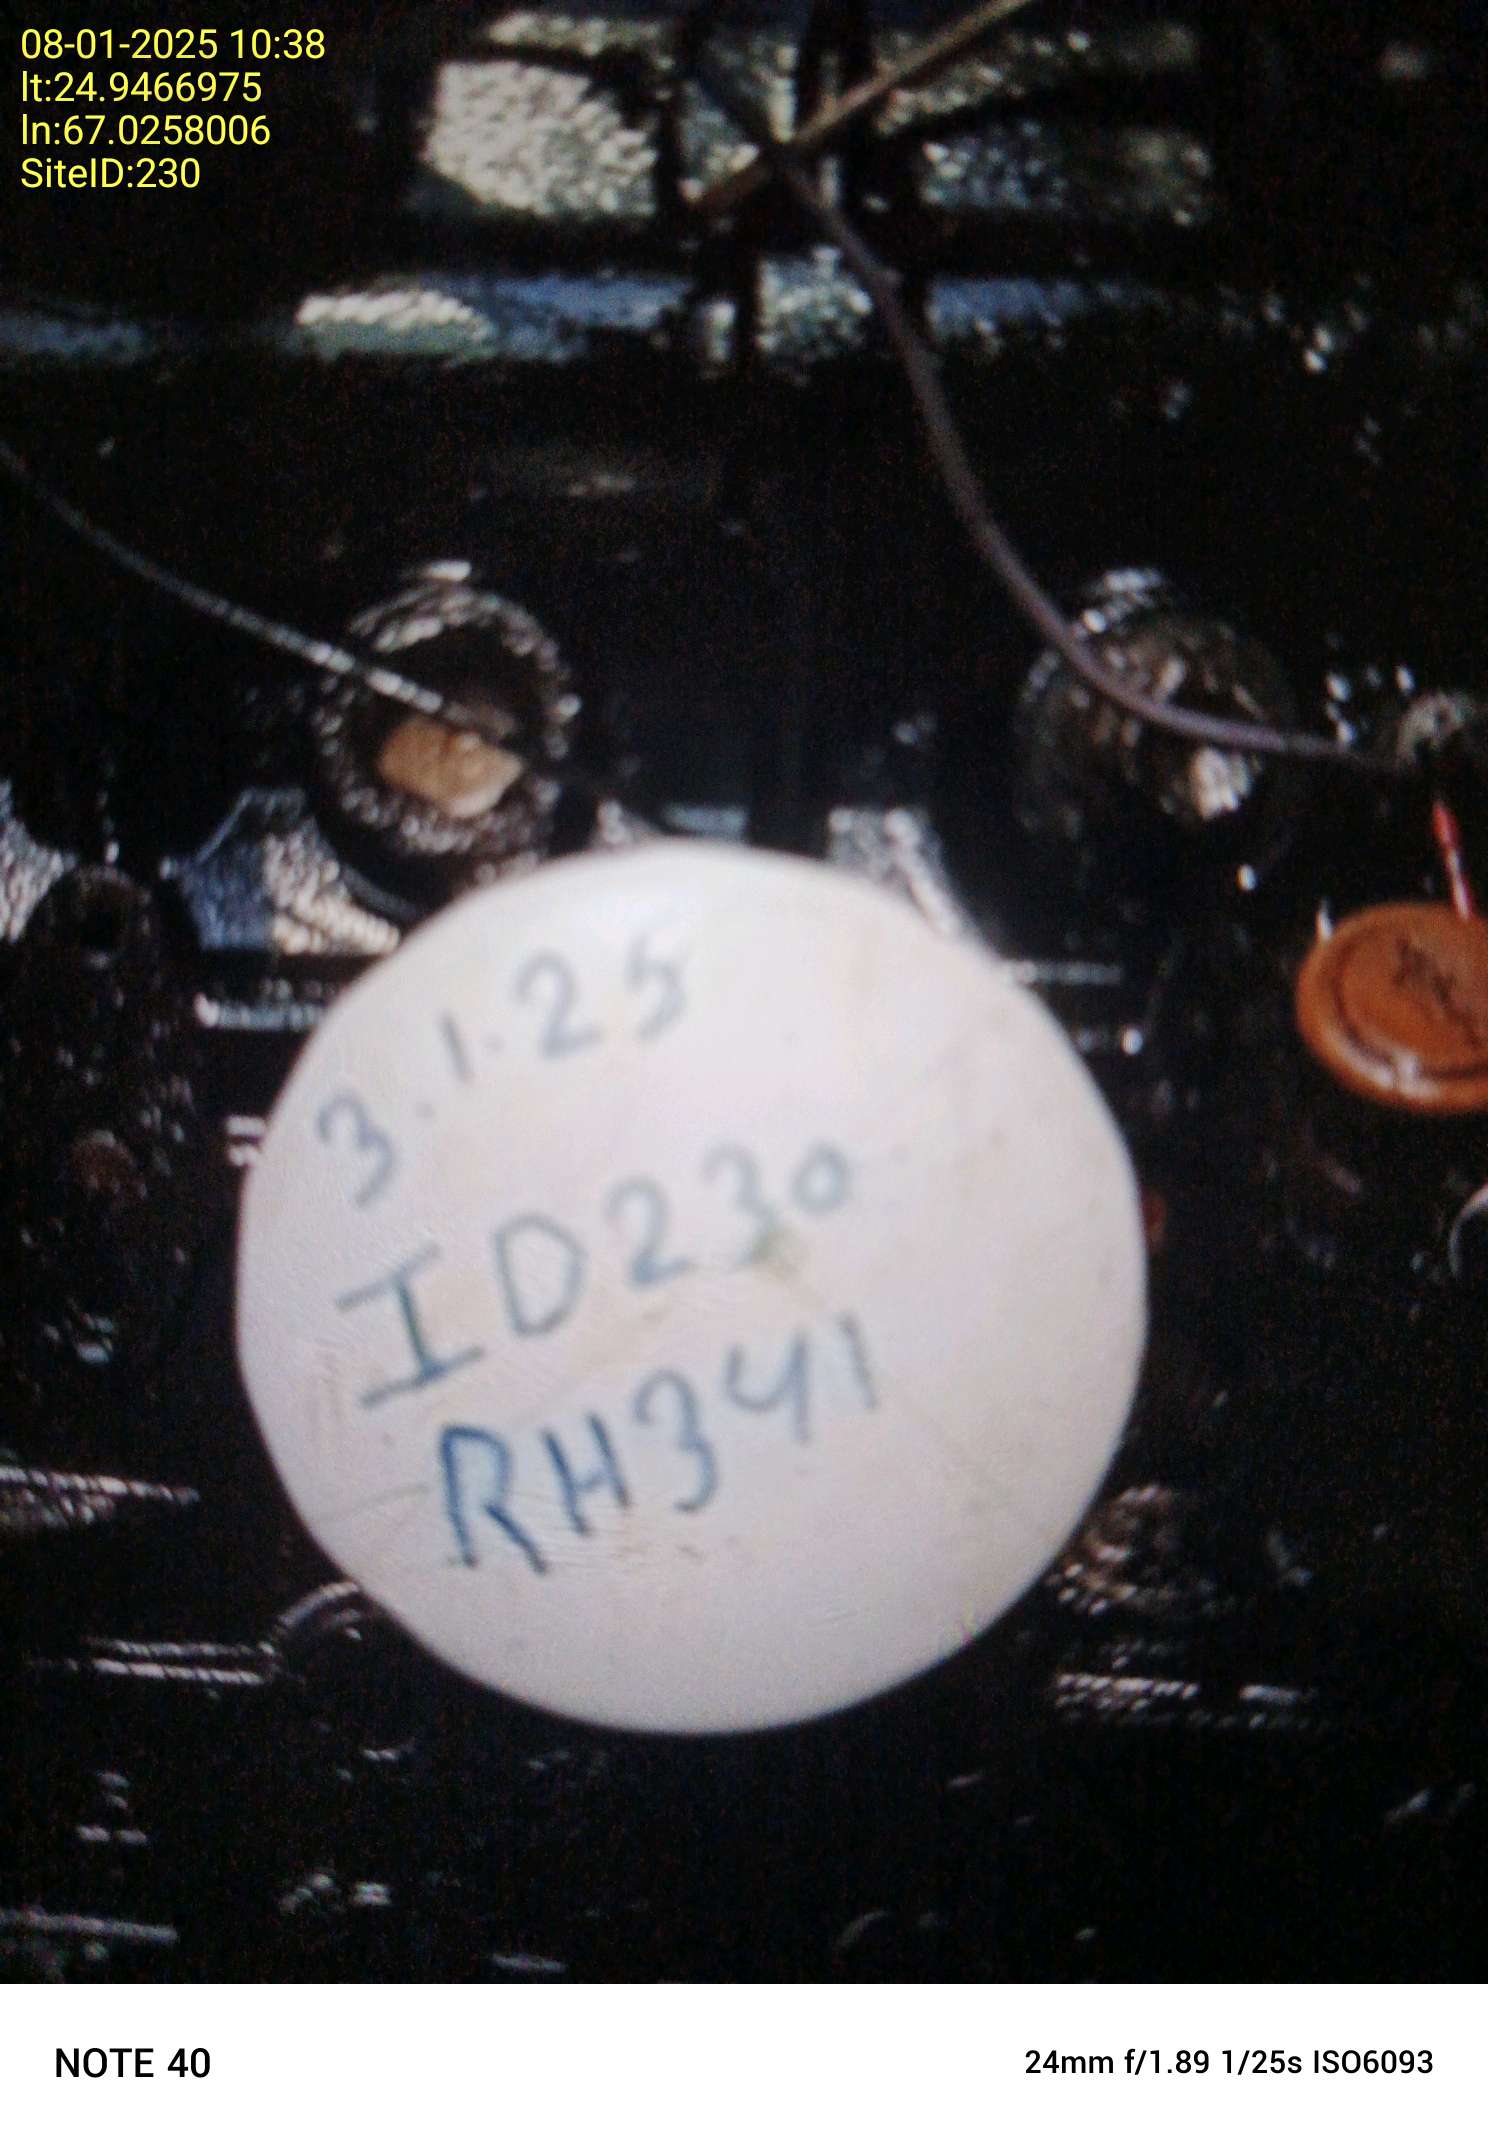 08-01-2025 10:38
lt:24.9466975
ln:67.0258006
SiteID:230
3.1.25
ID230
RH341
NOTE 40
24mm f/1.89 1/25s ISO6093